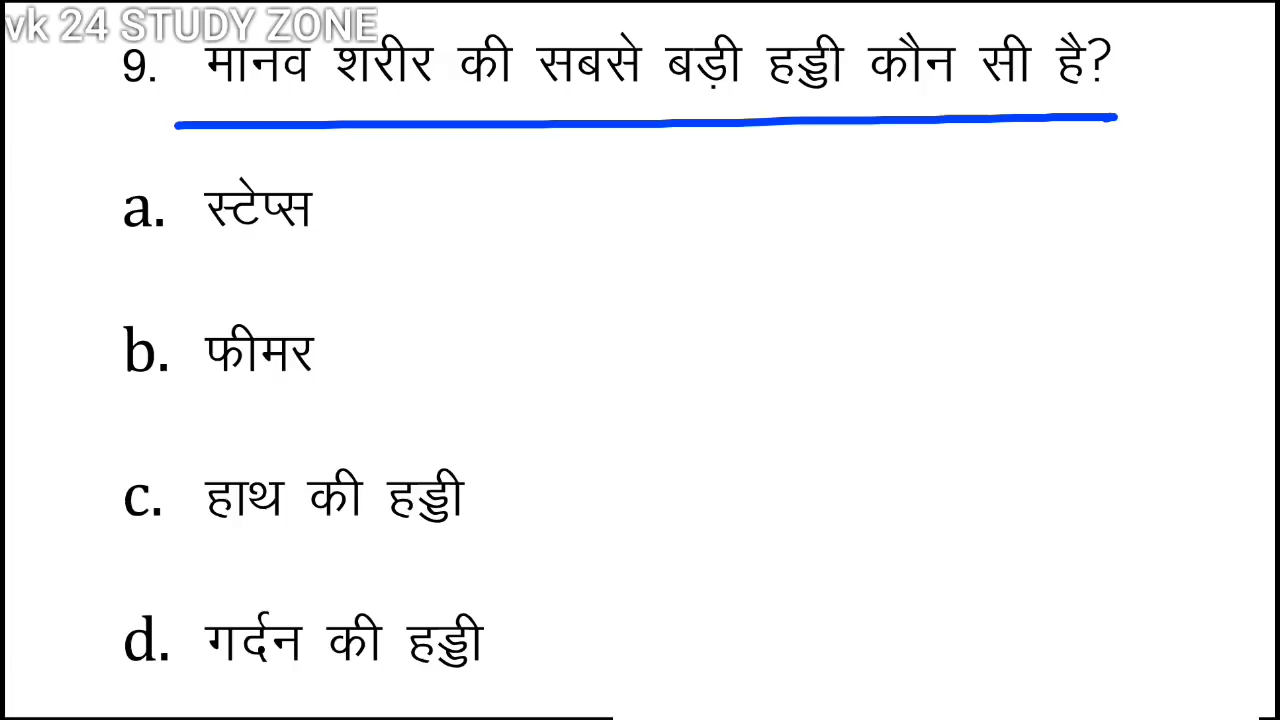 vk 24 STUDY ZONE
9. मानव शरीर की सबसे बड़ी हड्डी कौन सी है?
a. स्टेप्स
b. फीमर
c. हाथ की हड्डी
d. गर्दन की हड्डी